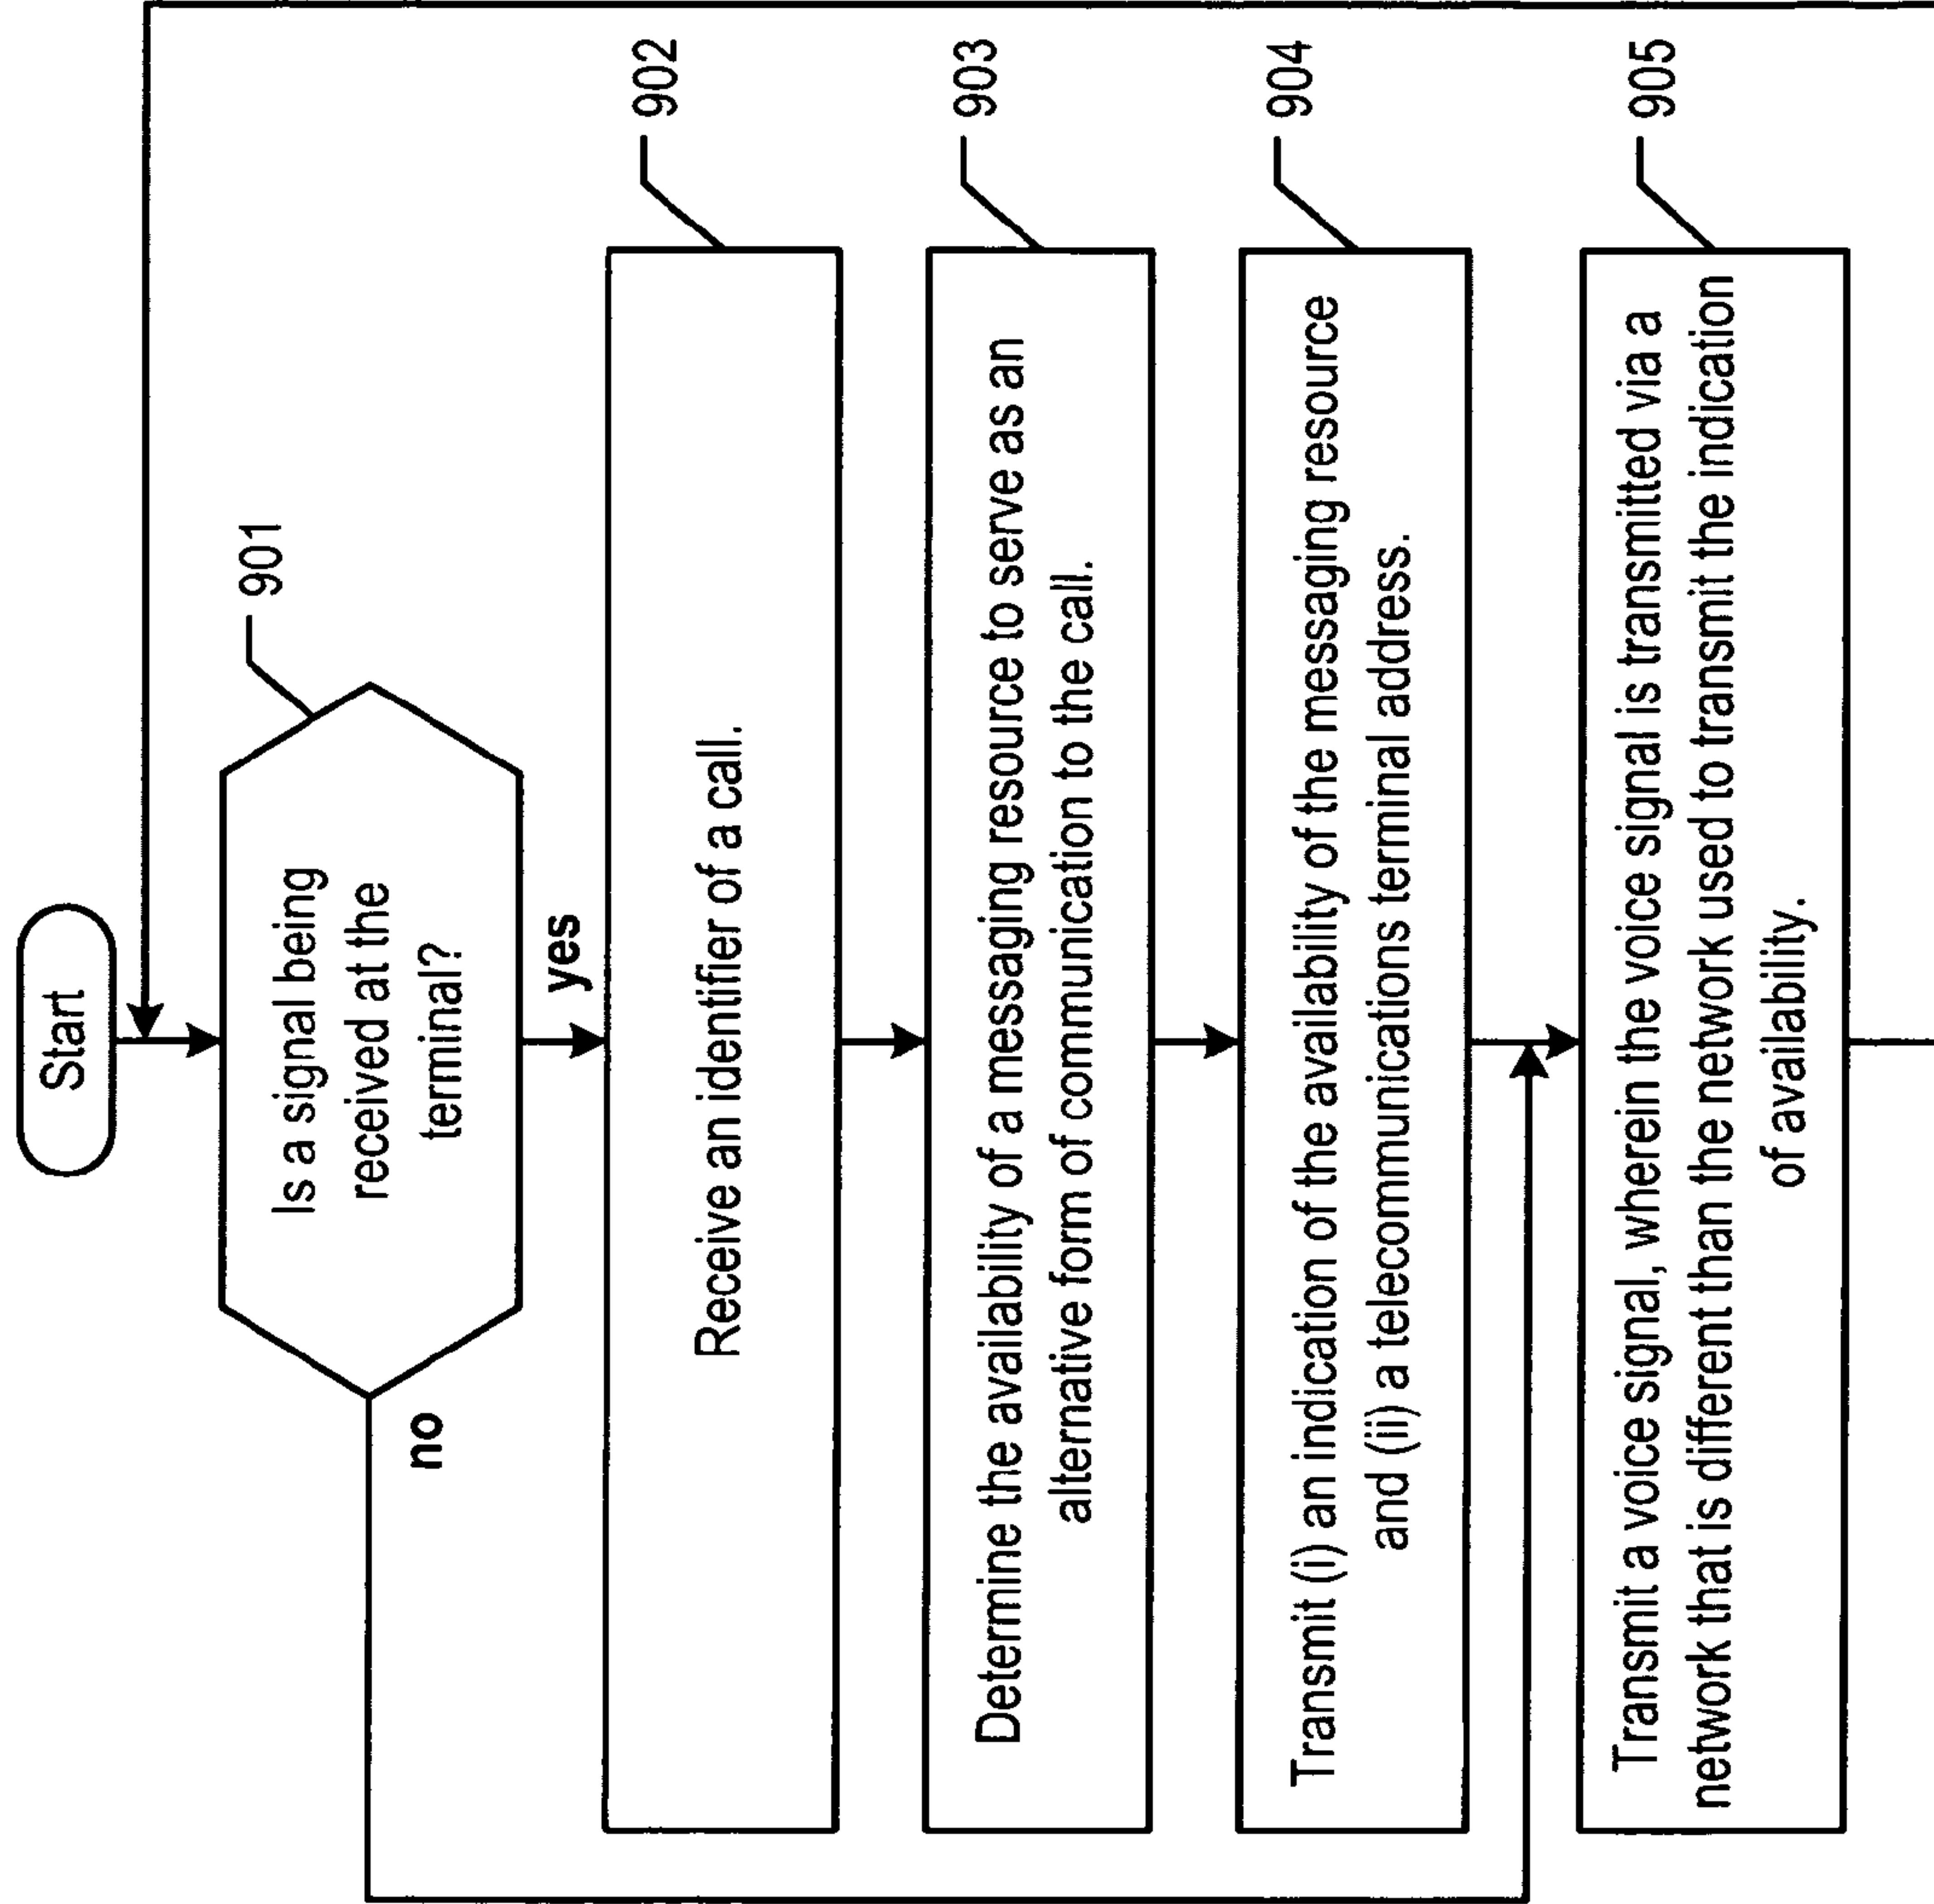 Start
901
Is a signal being
received at the
terminal?
no
yes
902
Receive an identifier of a call.
903
Determine the availability of a messaging resource to serve as an
alternative form of communication to the call.
904
Transmit (i) an indication of the availability of the messaging resource
and (ii) a telecommunications terminal address.
905
Transmit a voice signal, wherein the voice signal is transmitted via a
network that is different than the network used to transmit the indication
of availability.